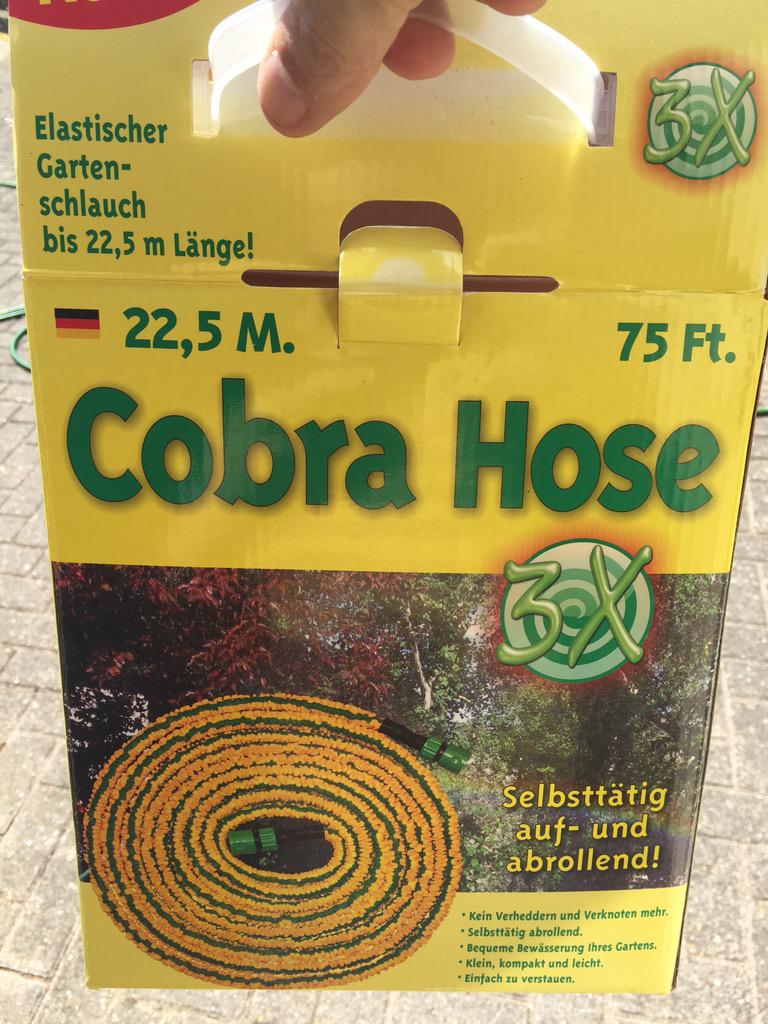 3X
Elastischer
Garten-
schlauch
bis 22,5 m Länge!
22,5 M.
75 Ft.
Cobra Hose
3X
Selbsttätig
auf- und
abrollend!
• Kein Verheddern und Verknoten mehr.
• Selbsttätig abrollend.
• Bequeme Bewässerung Ihres Gartens.
• Klein, kompakt und leicht.
• Einfach zu verstauen.